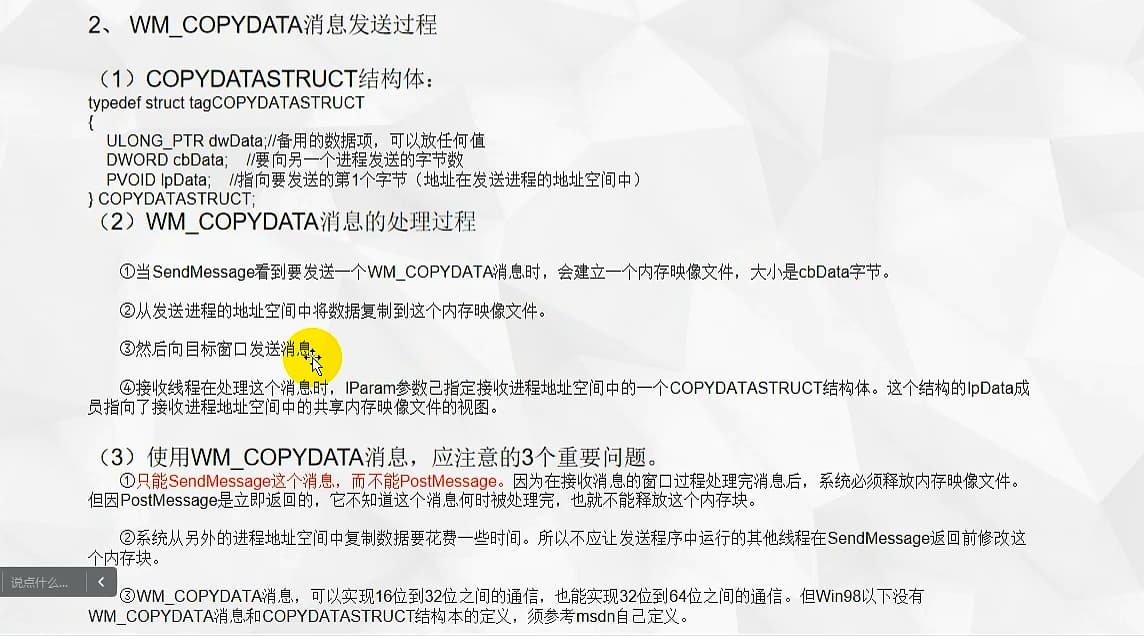 2、 WM_COPYDATA消息发送过程
（1）COPYDATASTRUCT结构体：
typedef struct tagCOPYDATASTRUCT
{
ULONG_PTR dwData;//备用的数据项，可以放任何值
DWORD cbData; //要向另一个进程发送的字节数
PVOID lpData; //指向要发送的第1个字节（地址在发送进程的地址空间中）
} COPYDATASTRUCT;
（2）WM_COPYDATA消息的处理过程
①当SendMessage看到要发送一个WM_COPYDATA消息时，会建立一个内存映像文件，大小是cbData字节。
②从发送进程的地址空间中将数据复制到这个内存映像文件。
③然后向目标窗口发送消息
④接收线程在处理这个消息时，lParam参数己指定接收进程地址空间中的一个COPYDATASTRUCT结构体。这个结构的lpData成
员指向了接收进程地址空间中的共享内存映像文件的视图。
（3）使用WM_COPYDATA消息，应注意的3个重要问题。
①只能SendMessage这个消息，而不能PostMessage。因为在接收消息的窗口过程处理完消息后，系统必须释放内存映像文件。
但因PostMessage是立即返回的，它不知道这个消息何时被处理完，也就不能释放这个内存块。
②系统从另外的进程地址空间中复制数据要花费一些时间。所以不应让发送程序中运行的其他线程在SendMessage返回前修改这
个内存块。
说点什么...
③WM_COPYDATA消息，可以实现16位到32位之间的通信，也能实现32位到64位之间的通信。但Win98以下没有
WM_COPYDATA消息和COPYDATASTRUCT结构本的定义，须参考msdn自己定义。